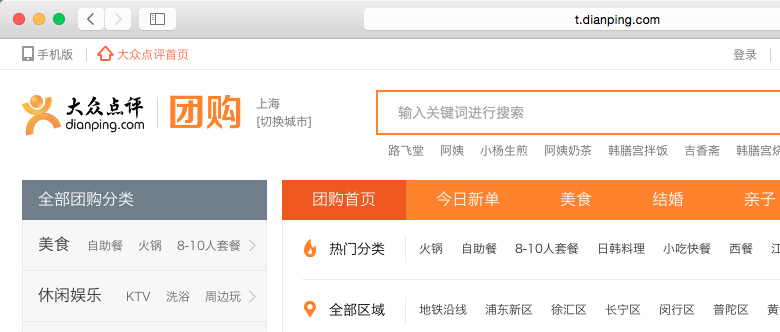 t.dianping.com
手机版 大众点评首页 登录
大众点评 dianping.com 团购 上海 [切换城市]
输入关键词进行搜索
路飞堂 阿姨 小杨生煎 阿姨奶茶 韩膳宫拌饭 吉香斋 韩膳宫烧
全部团购分类
团购首页 今日新单 美食 结婚 亲子
美食 自助餐 火锅 8-10人套餐
热门分类 火锅 自助餐 8-10人套餐 日韩料理 小吃快餐 西餐 江
休闲娱乐 KTV 洗浴 周边玩
全部区域 地铁沿线 浦东新区 徐汇区 长宁区 闵行区 普陀区 黄